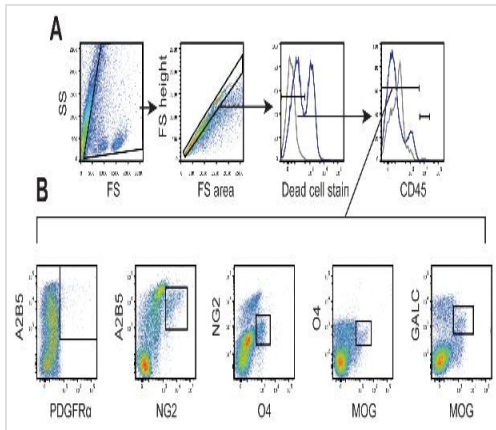 A
SS
FS
FS height
FS area
Dead cell stain
CD45
B
A2B5
PDGFRα
A2B5
NG2
NG2
O4
O4
MOG
GALC
MOG